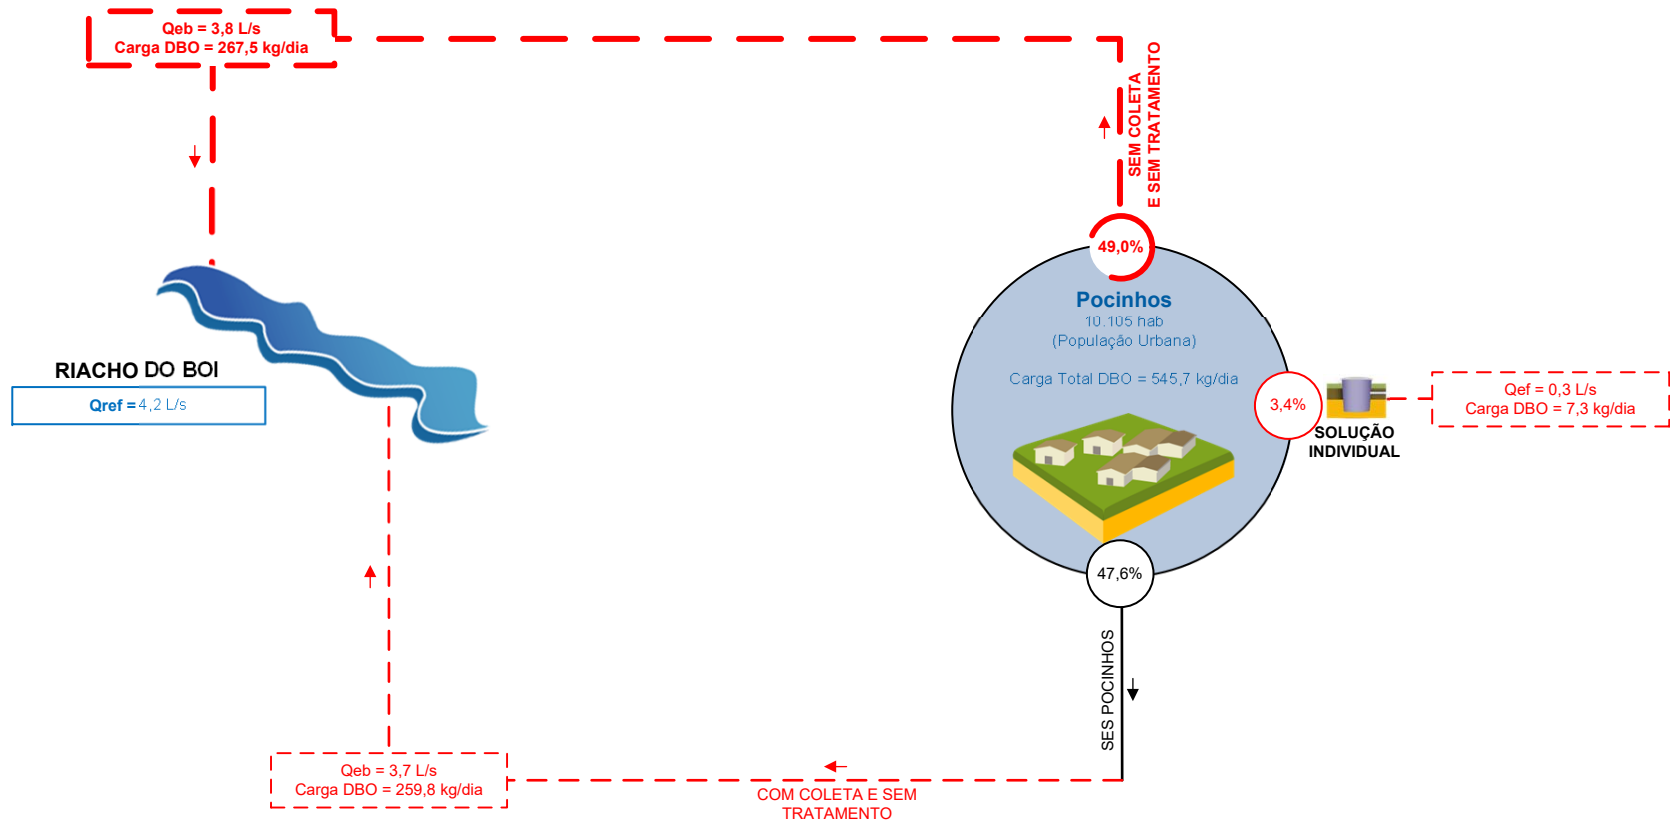 Qeb = 3,8 L/s
Carga DBO = 267,5 kg/dia
SEM COLETA
E SEM TRATAMENTO
49,0%
Pocinhos
10.105 hab
(População Urbana)
Carga Total DBO = 545,7 kg/dia
RIACHO DO BOI
Qref = 4,2 L/s
3,4%
SOLUÇÃO
INDIVIDUAL
Qef = 0,3 L/s
Carga DBO = 7,3 kg/dia
47,6%
SES POCINHOS
Qeb = 3,7 L/s
Carga DBO = 259,8 kg/dia
COM COLETA E SEM
TRATAMENTO